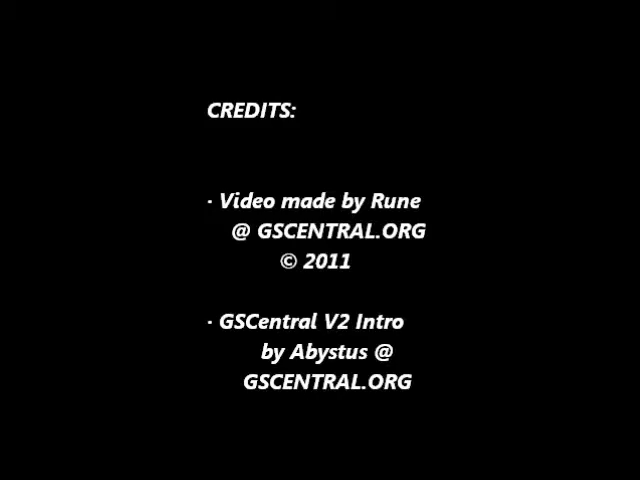 CREDITS:
· Video made by Rune
@ GSCENTRAL.ORG
© 2011
· GSCentral V2 Intro
by Abystus @
GSCENTRAL.ORG